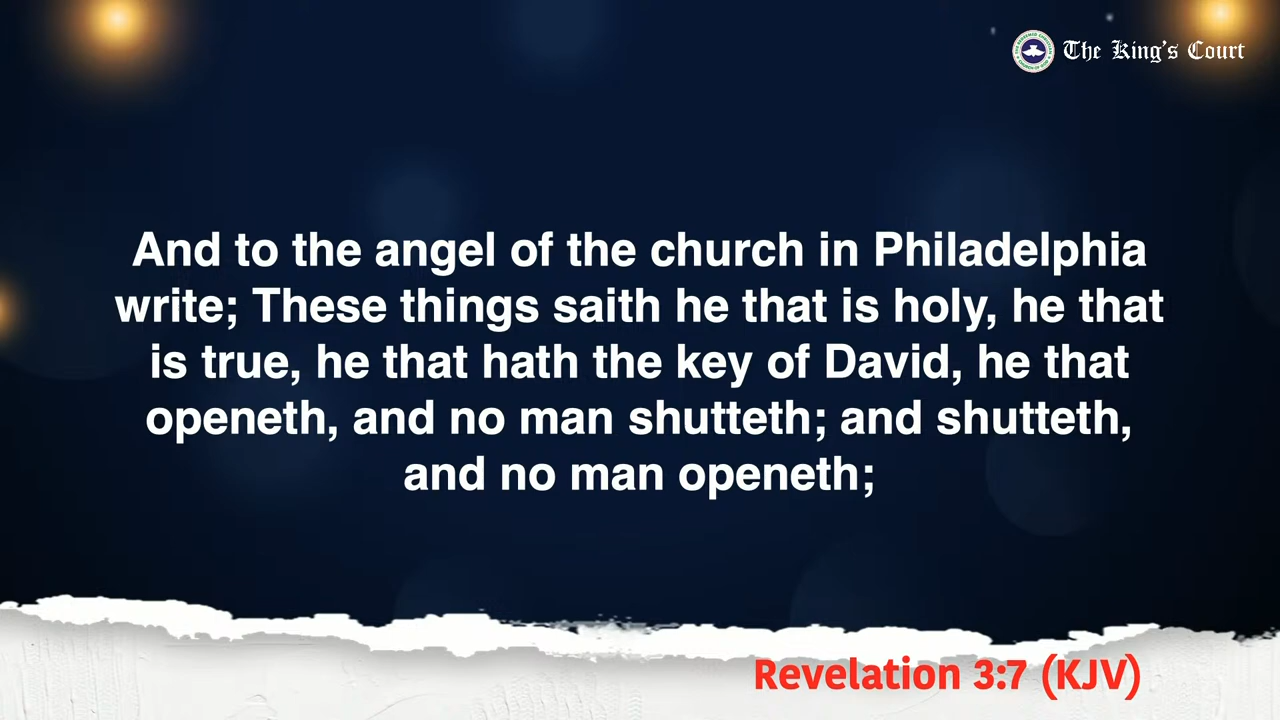 The King's Court
And to the angel of the church in Philadelphia
write; These things saith he that is holy, he that
is true, he that hath the key of David, he that
openeth, and no man shutteth; and shutteth,
and no man openeth;
Revelation 3:7 (KJV)